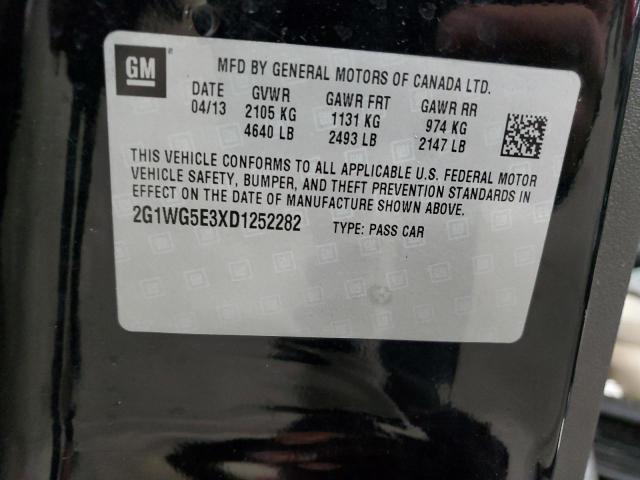 GM ®
MFD BY GENERAL MOTORS OF CANADA LTD.
DATE GVWR GAWR FRT GAWR RR
04/13 2105 KG 1131 KG 974 KG
4640 LB 2493 LB 2147 LB
THIS VEHICLE CONFORMS TO ALL APPLICABLE U.S. FEDERAL MOTOR
VEHICLE SAFETY, BUMPER, AND THEFT PREVENTION STANDARDS IN
EFFECT ON THE DATE OF MANUFACTURE SHOWN ABOVE.
2G1WG5E3XD1252282 TYPE: PASS CAR